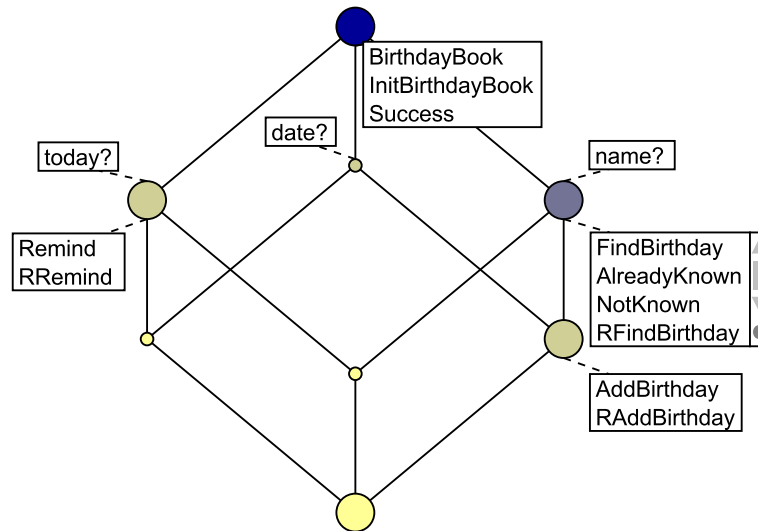 BirthdayBook
InitBirthdayBook
Success
date?
today?
name?
Remind
RRemind
FindBirthday
AlreadyKnown
NotKnown
RFindBirthday
AddBirthday
RAddBirthday